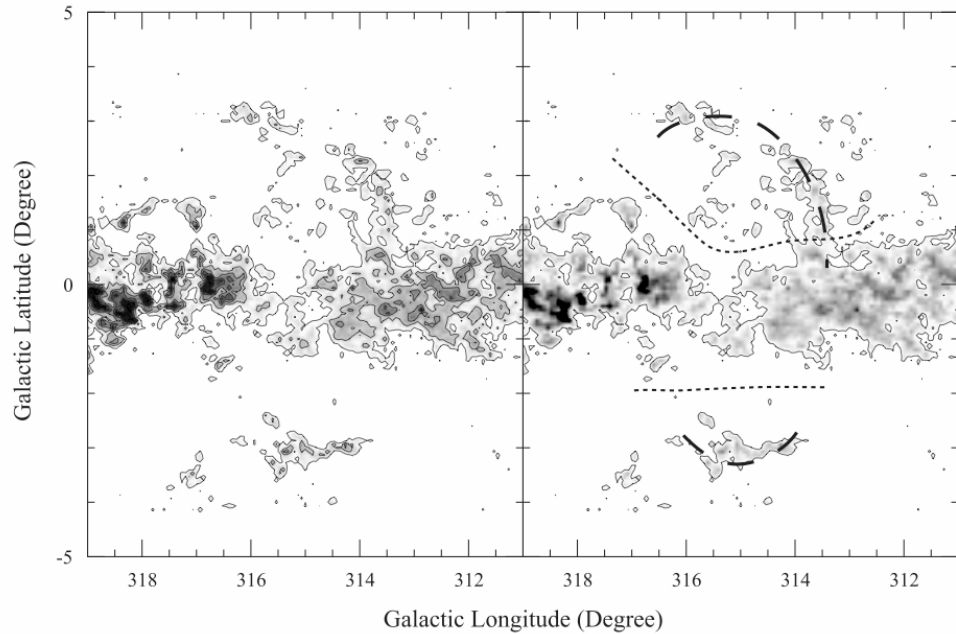 5
0
-5
Galactic Latitude (Degree)
318 316 314 312 318 316 314 312
Galactic Longitude (Degree)